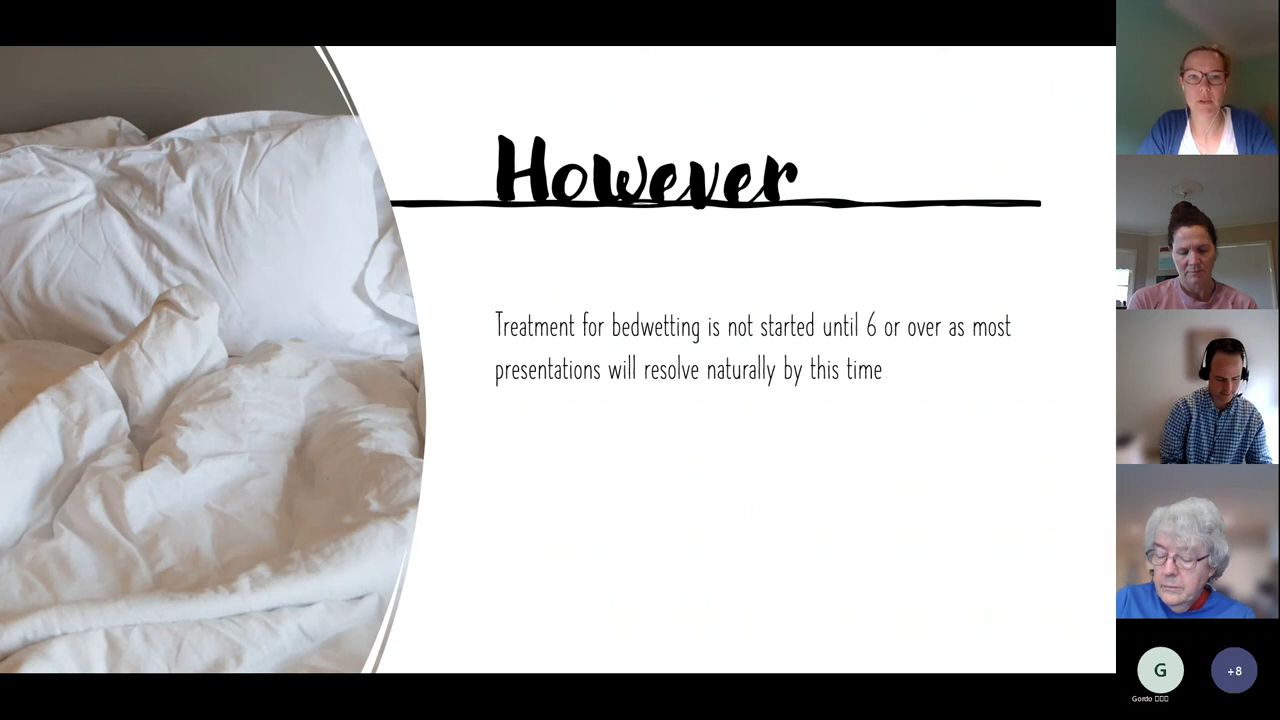 However
Treatment for bedwetting is not started until 6 or over as most
presentations will resolve naturally by this time
G
+8
Gordo